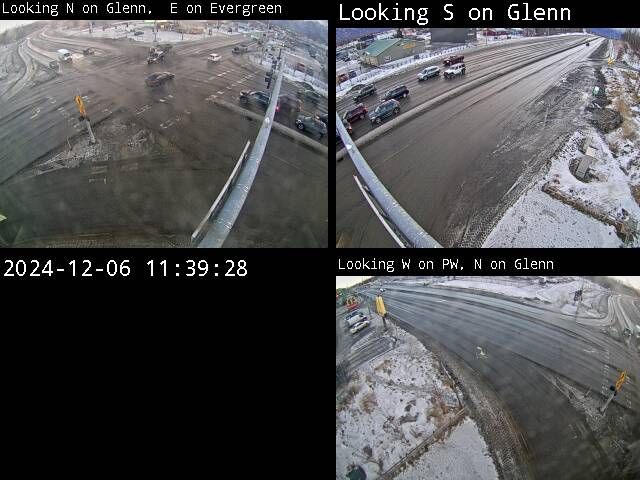 Looking N on Glenn,  E on Evergreen
Looking S on Glenn
2024-12-06 11:39:28
Looking W on PW, N on Glenn